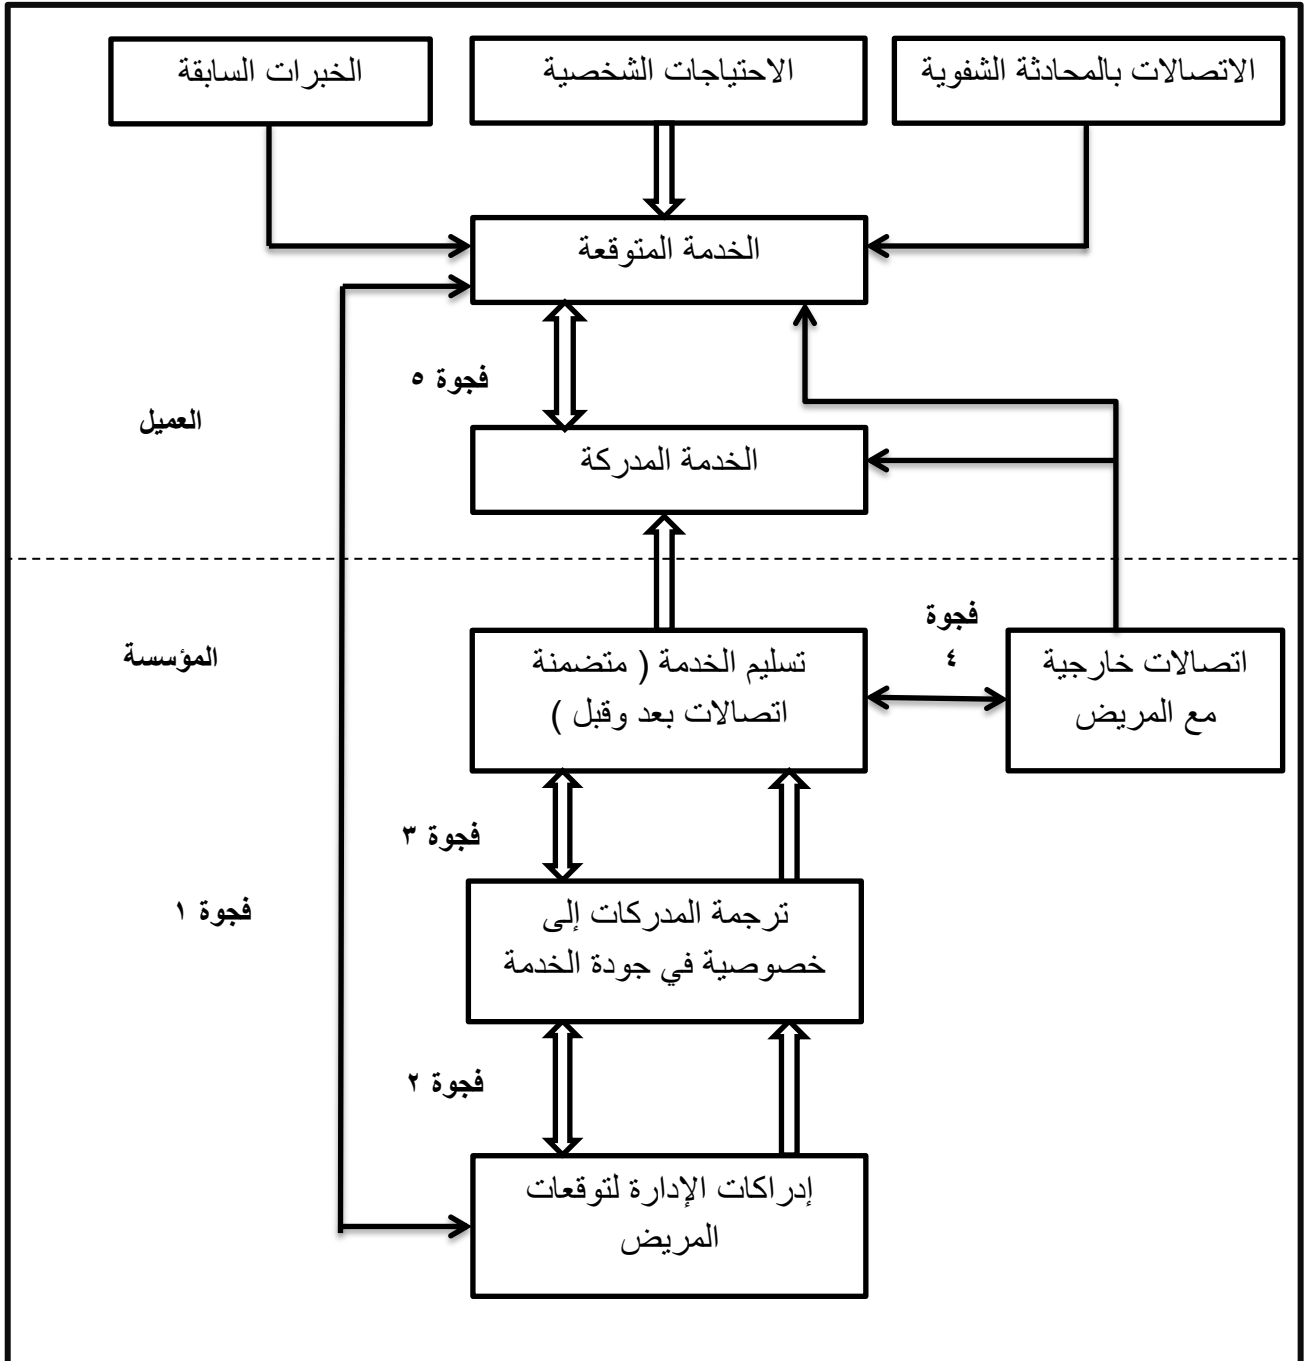 الاتصالات بالمحادثة الشفوية
الاحتياجات الشخصية
الخبرات السابقة
الخدمة المتوقعة
فجوة ٥
العميل
الخدمة المدركة
اتصالات خارجية
مع المريض
فجوة
٤
تسليم الخدمة ( متضمنة
اتصالات بعد وقبل )
المؤسسة
فجوة ٣
ترجمة المدركات إلى
خصوصية في جودة الخدمة
فجوة ١
فجوة ٢
إدراكات الإدارة لتوقعات
المريض